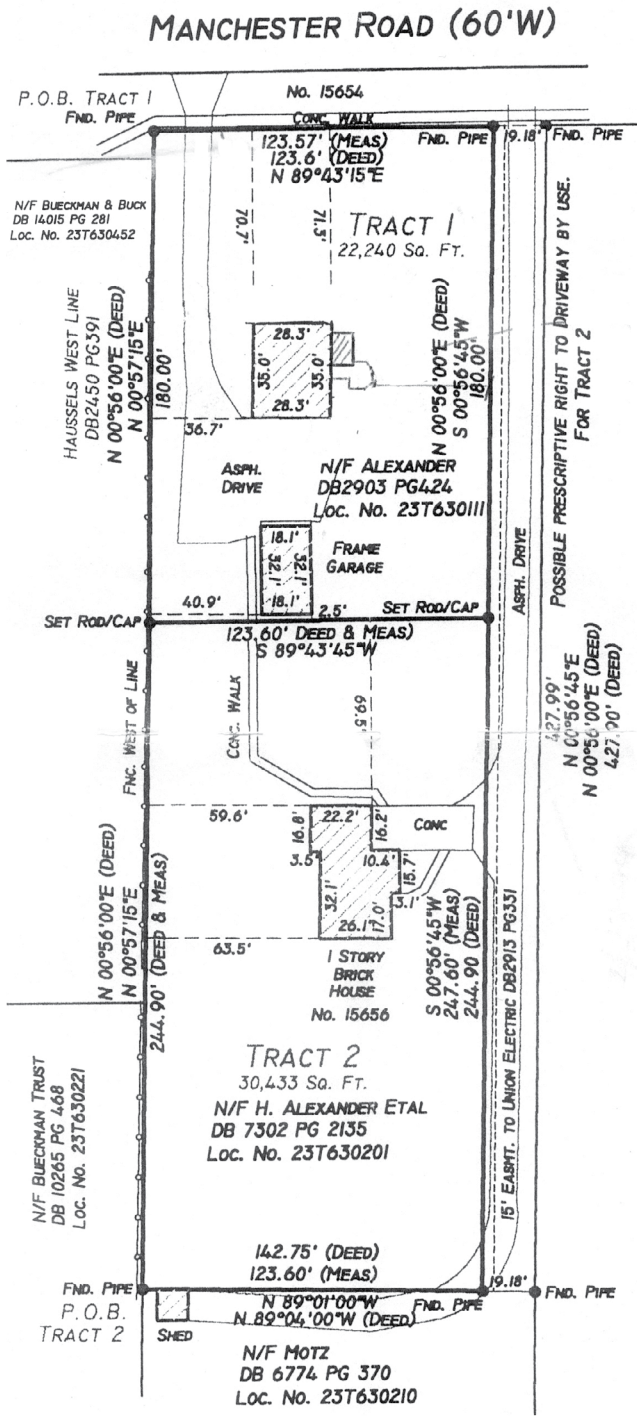 MANCHESTER ROAD (60'W)
P.O.B. TRACT 1
FND. PIPE
No. 15654
CONC. WALK
123.57' (MEAS)
123.6' (DEED)
N 89°43'15"E
FND. PIPE
19.18'
FND. PIPE
N/F BUECKMAN & BUCK
DB 14015 PG 281
LOC. No. 23T630452
70.7'
71.3'
TRACT 1
22,240 SQ. FT.
HAUSSELS WEST LINE
DB2450 PG391
N 00°56'00"E (DEED)
N 00°57'15"E
180.00'
28.3'
35.0'
35.0'
28.3'
36.7'
N 00°56'00"E (DEED)
S 00°56'45"W
180.00'
POSSIBLE PRESCRIPTIVE RIGHT TO DRIVEWAY BY USE.
FOR TRACT 2
ASPH.
DRIVE
N/F ALEXANDER
DB2903 PG424
LOC. No. 23T630111
18.1'
32.1'
32.1'
18.1'
FRAME
GARAGE
ASPH. DRIVE
40.9'
2.5'
SET ROD/CAP
SET ROD/CAP
123.60' DEED & MEAS)
S 89°43'45"W
FNC. WEST OF LINE
CONC. WALK
69.5'
427.99'
N 00°56'45"E
N 00°56'00"E (DEED)
427.90' (DEED)
59.6'
16.8'
22.2'
16.2'
CONC
3.5'
10.4'
15.7'
32.1'
3.1'
26.1'
17.0'
63.5'
N 00°56'00"E (DEED)
N 00°57'15"E
244.90' (DEED & MEAS)
1 STORY
BRICK
HOUSE
No. 15656
S 00°56'45"W
247.60' (MEAS)
244.90 (DEED)
15' EASMT. TO UNION ELECTRIC DB2913 PG331
TRACT 2
30,433 SQ. FT.
N/F H. ALEXANDER ETAL
DB 7302 PG 2135
LOC. No. 23T630201
N/F BUECKMAN TRUST
DB 10265 PG 468
LOC. No. 23T630221
142.75' (DEED)
123.60' (MEAS)
FND. PIPE
N 89°01'00"W
N 89°04'00"W (DEED)
FND. PIPE
19.18'
FND. PIPE
P.O.B.
TRACT 2
SHED
N/F MOTZ
DB 6774 PG 370
LOC. No. 23T630210